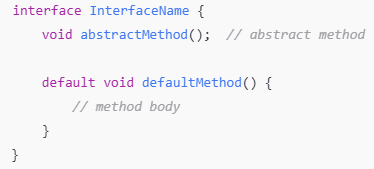 interface InterfaceName {
    void abstractMethod();  // abstract method
    default void defaultMethod() {
        // method body
    }
}